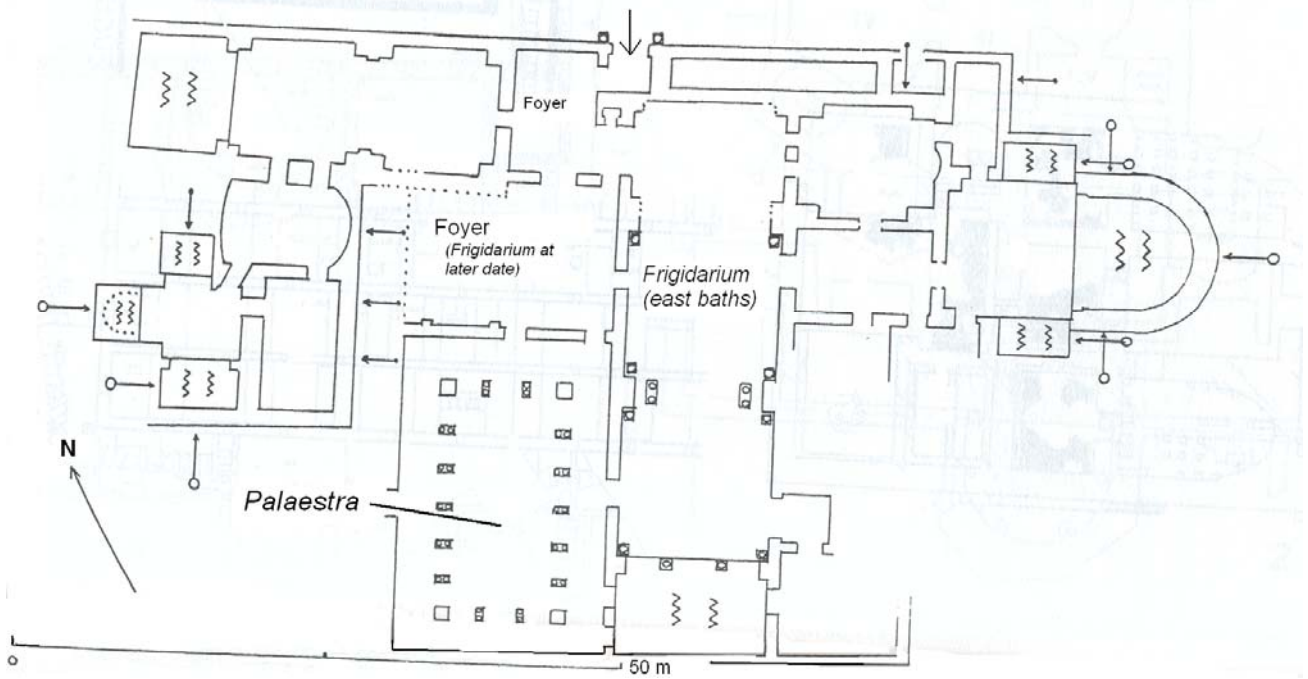 Foyer
Foyer
(Frigidarium at
later date)
Frigidarium
(east baths)
N
Palaestra
50 m